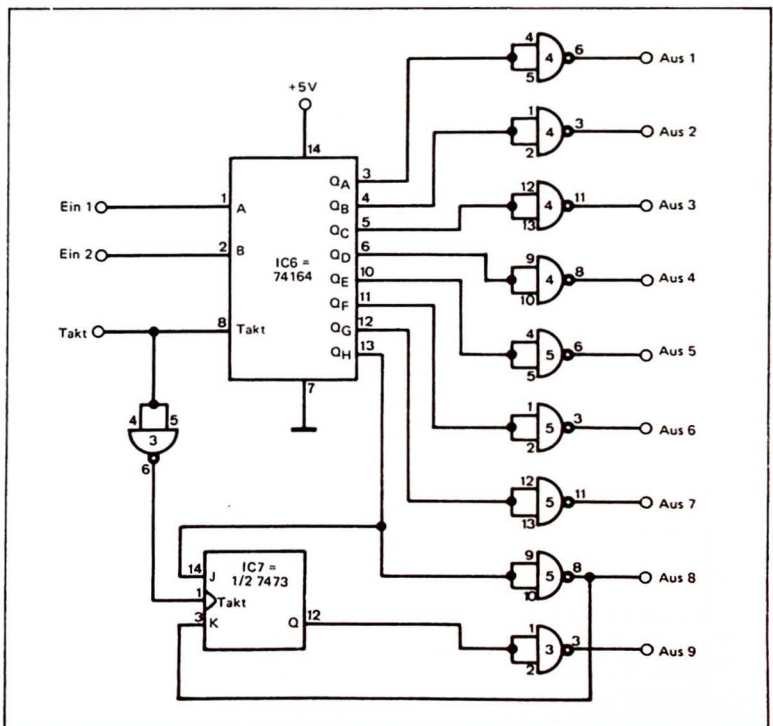 +5V
14
Ein 1
1
A
Ein 2
2
B
Takt
8
Takt
IC6 =
74164
7
QA
3
QB
4
QC
5
QD
6
QE
10
QF
11
QG
12
QH
13
4
5
4
6
Aus 1
1
2
4
3
Aus 2
12
13
4
11
Aus 3
9
10
4
8
Aus 4
4
5
5
6
Aus 5
1
2
5
3
Aus 6
12
13
5
11
Aus 7
9
10
5
8
Aus 8
1
2
3
3
Aus 9
4
5
3
6
IC7 =
1/2 7473
14
J
1
Takt
3
K
Q
12